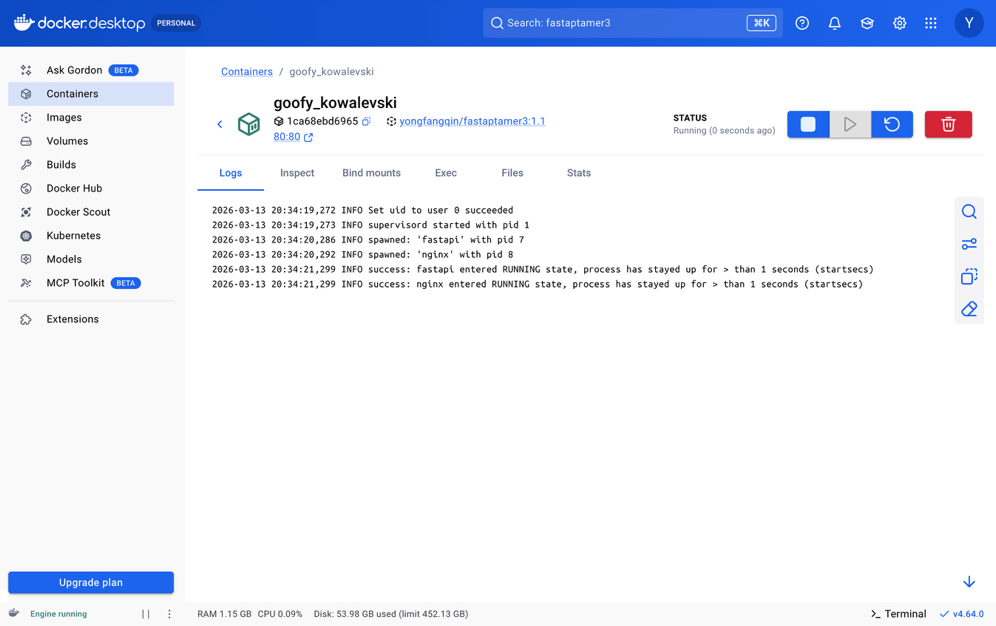 docker.desktop PERSONAL
Search: fastaptamer3 ⌘K
Y
Ask Gordon BETA
Containers
Images
Volumes
Builds
Docker Hub
Docker Scout
Kubernetes
Models
MCP Toolkit BETA
Extensions
Upgrade plan
Containers / goofy_kowalevski
goofy_kowalevski
1ca68ebd6965 yongfangqin/fastaptamer3:1.1
80:80
STATUS
Running (0 seconds ago)
Logs Inspect Bind mounts Exec Files Stats
2026-03-13 20:34:19,272 INFO Set uid to user 0 succeeded
2026-03-13 20:34:19,273 INFO supervisord started with pid 1
2026-03-13 20:34:20,286 INFO spawned: 'fastapi' with pid 7
2026-03-13 20:34:20,292 INFO spawned: 'nginx' with pid 8
2026-03-13 20:34:21,299 INFO success: fastapi entered RUNNING state, process has stayed up for > than 1 seconds (startsecs)
2026-03-13 20:34:21,299 INFO success: nginx entered RUNNING state, process has stayed up for > than 1 seconds (startsecs)
Engine running
RAM 1.15 GB CPU 0.09% Disk: 53.98 GB used (limit 452.13 GB)
Terminal
v4.64.0